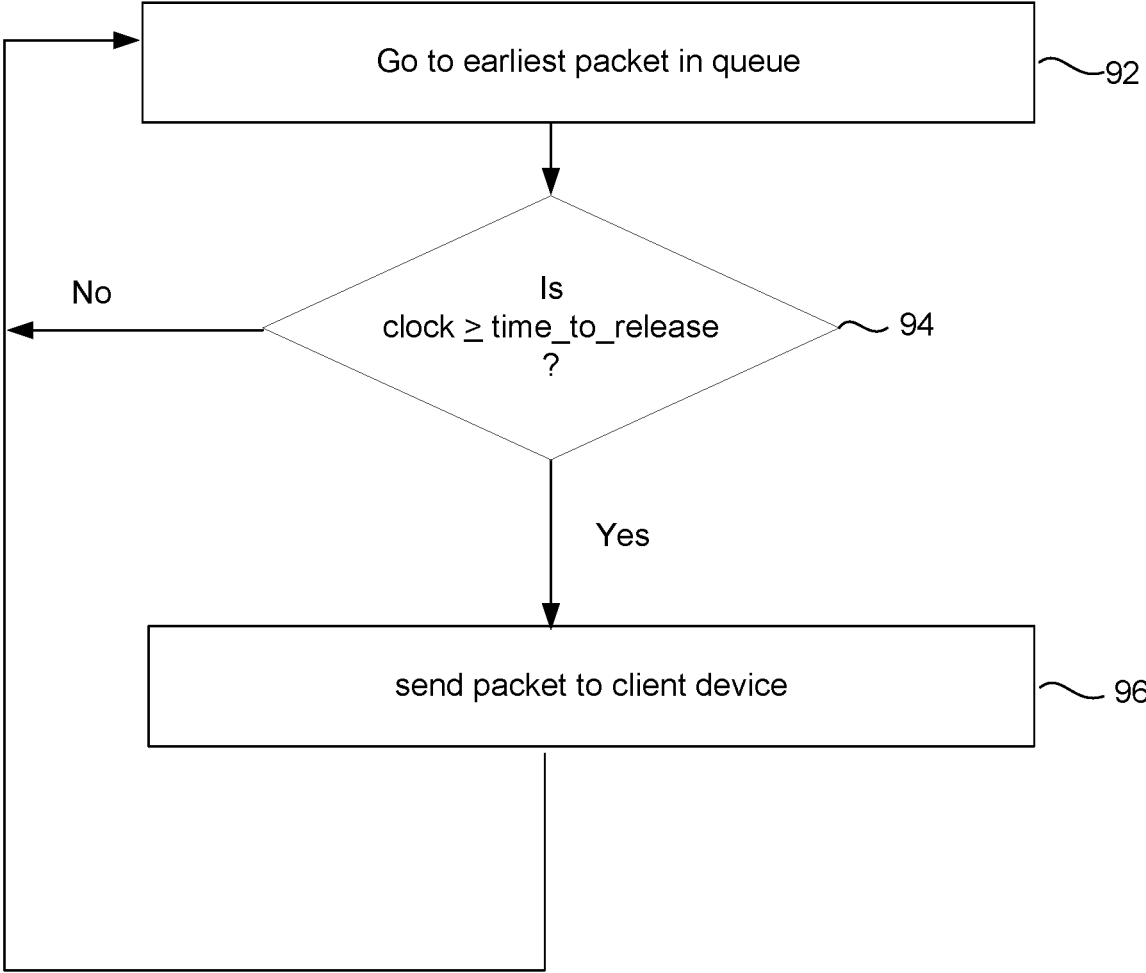 Go to earliest packet in queue
92
Is
No
clock ≥ time_to_release
94
?
Yes
send packet to client device
96